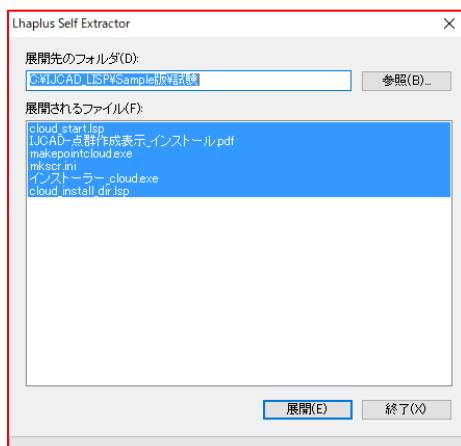 Lhaplus Self Extractor
展開先のフォルダ(D):
C:¥IJCAD_LISP¥Sample版¥試験
参照(B)...
展開されるファイル(F):
cloud_start.lsp
IJCAD-点群作成表示_インストール.pdf
makepointcloud.exe
mkscr.ini
インストーラー_cloud.exe
cloud_install_dir.lsp
展開(E)
終了(X)